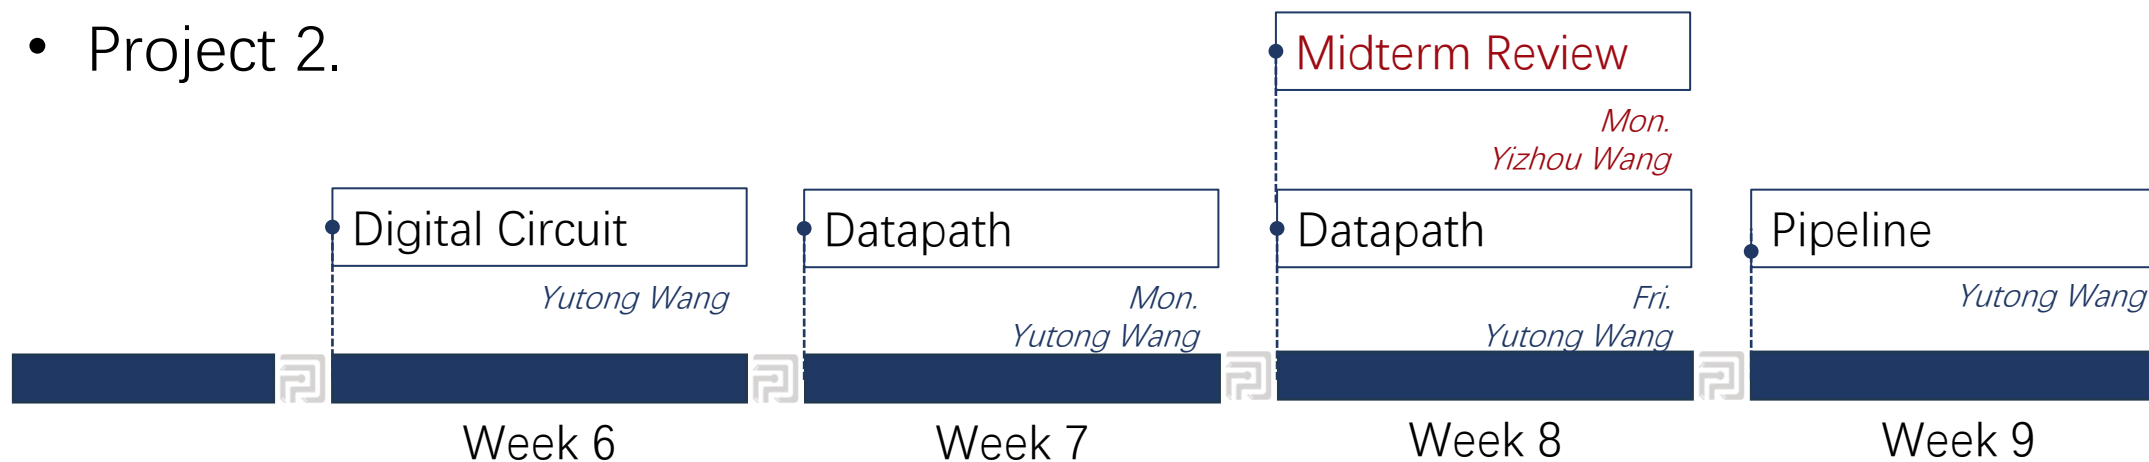 • Project 2.
Midterm Review
Mon.
Yizhou Wang
Digital Circuit
Yutong Wang
Datapath
Mon.
Yutong Wang
Datapath
Fri.
Yutong Wang
Pipeline
Yutong Wang
Week 6
Week 7
Week 8
Week 9